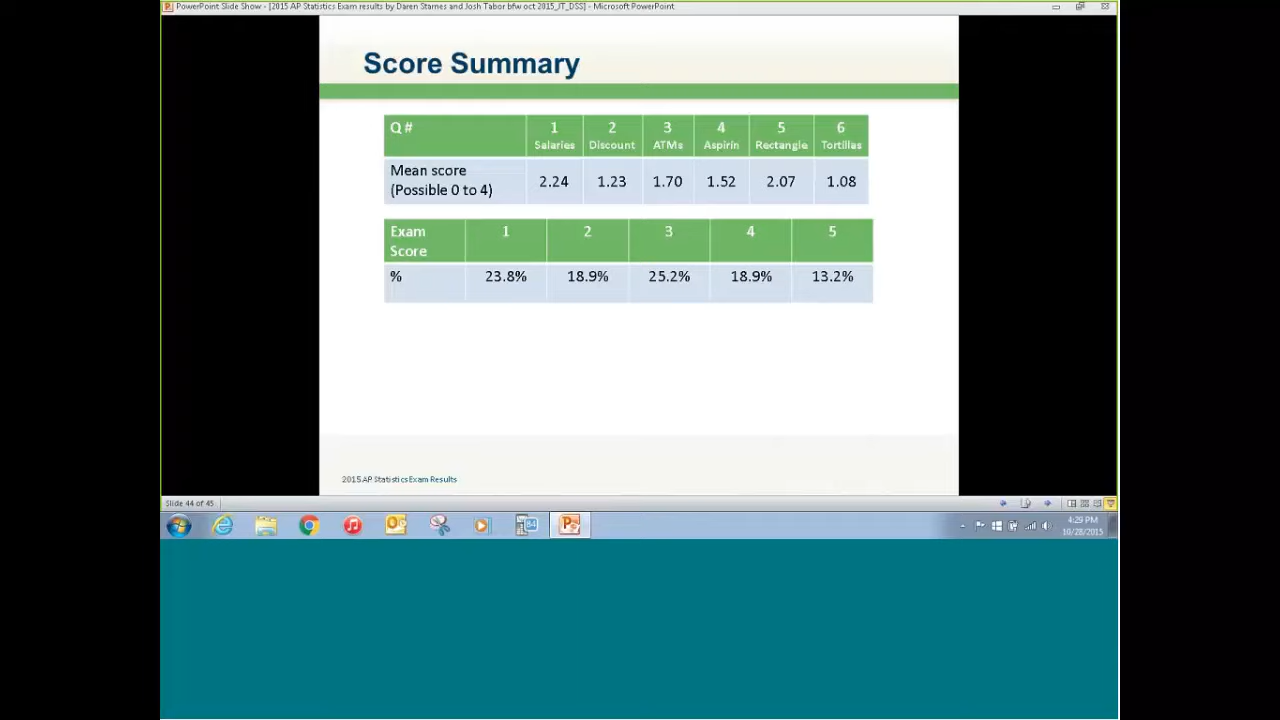 PowerPoint Slide Show - [2015 AP Statistics Exam results by Daren Starnes and Josh Tabor bfw oct 2015_JT_DSS] - Microsoft PowerPoint
Score Summary
Q # 1 2 3 4 5 6
Salaries Discount ATMs Aspirin Rectangle Tortillas
Mean score
(Possible 0 to 4) 2.24 1.23 1.70 1.52 2.07 1.08
Exam
Score 1 2 3 4 5
% 23.8% 18.9% 25.2% 18.9% 13.2%
2015 AP Statistics Exam Results
Slide 44 of 45
84
4:29 PM
10/28/2015